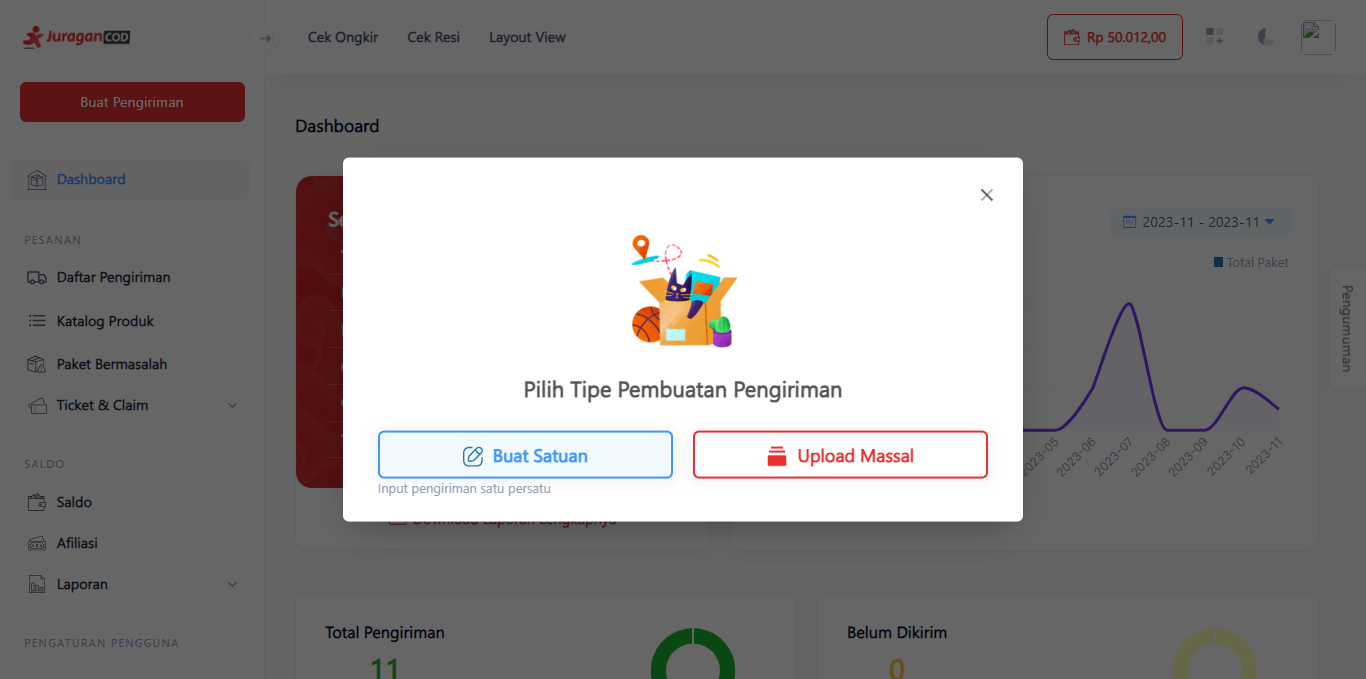 JuraganCOD
Cek Ongkir
Cek Resi
Layout View
Rp 50.012,00
Buat Pengiriman
Dashboard
Dashboard
PESANAN
Daftar Pengiriman
Katalog Produk
Paket Bermasalah
Ticket & Claim
SALDO
Saldo
Afiliasi
Laporan
PENGATURAN PENGGUNA
Pilih Tipe Pembuatan Pengiriman
Buat Satuan
Upload Massal
Input pengiriman satu persatu
Download Laporan Lengkapnya
2023-11 - 2023-11
Total Paket
2023-05
2023-06
2023-07
2023-08
2023-09
2023-10
2023-11
Pengumuman
Total Pengiriman
11
Belum Dikirim
0